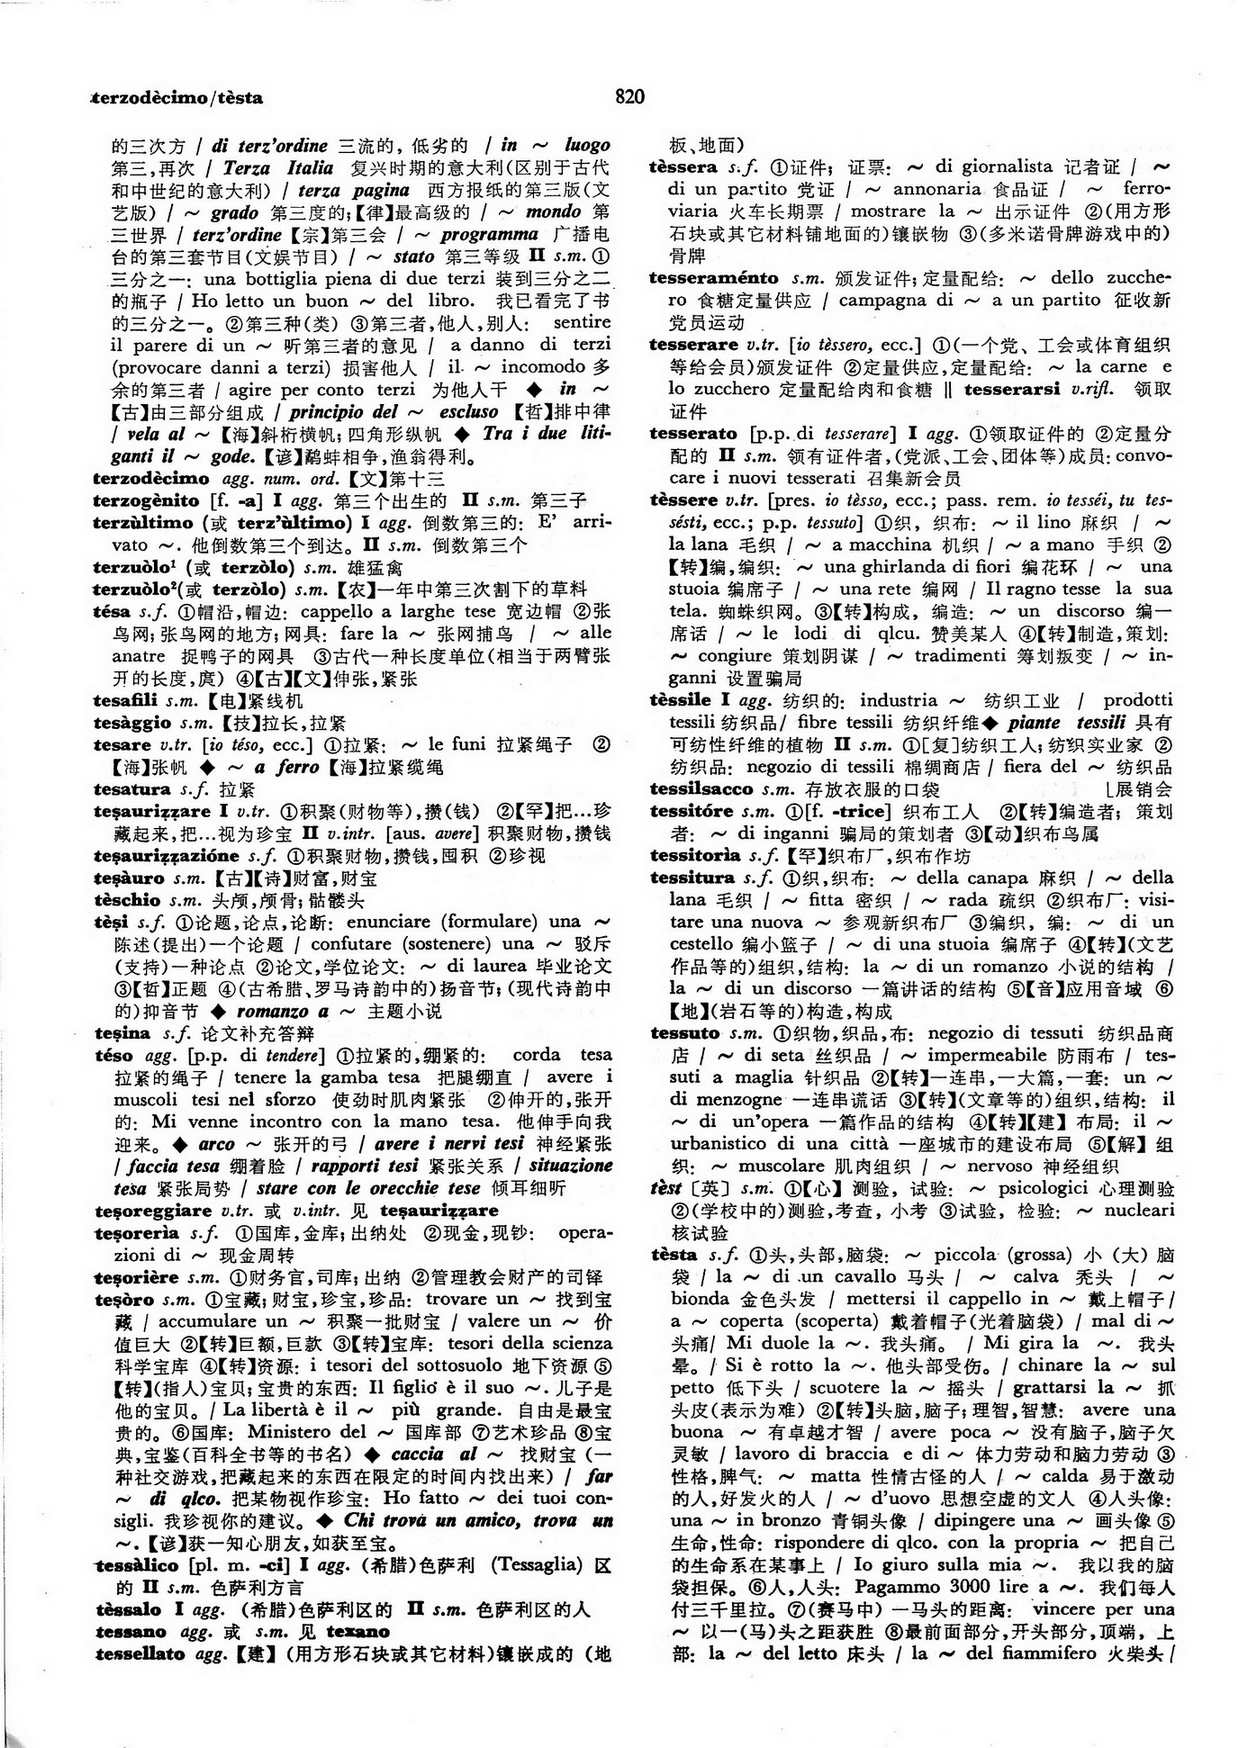 terzodècimo/tèsta
820
的三次方 / di terz'ordine 三流的, 低劣的 / in ~ luogo
第三,再次 / Terza Italia 复兴时期的意大利(区别于古代
和中世纪的意大利) / terza pagina 西方报纸的第三版(文
艺版) / ~ grado 第三度的;【律】最高级的 / ~ mondo 第
三世界 / terz'ordine【宗】第三会 / ~ programma 广播电
台的第三套节目(文娱节目) / ~ stato 第三等级 II s.m. ①
三分之一: una bottiglia piena di due terzi 装到三分之二
的瓶子 / Ho letto un buon ~ del libro. 我已看完了书
的三分之一。②第三种(类) ③第三者,他人,别人: sentire
il parere di un ~ 听第三者的意见 / a danno di terzi
(provocare danni a terzi) 损害他人 / il ~ incomodo 多
余的第三者 / agire per conto terzi 为他人干 ◆ in ~
【古】由三部分组成 / principio del ~ escluso 【哲】排中律
/ vela al ~【海】斜桁横帆; 四角形纵帆 ◆ Tra i due liti-
ganti il ~ gode.【谚】鹬蚌相争,渔翁得利。
terzodècimo agg. num. ord.【文】第十三
terzogènito [f. -a] I agg. 第三个出生的 II s.m. 第三子
terzùltimo (或 terz'ùltimo) I agg. 倒数第三的: E' arri-
vato ~. 他倒数第三个到达。II s.m. 倒数第三个
terzuòlo¹ (或 terzòlo) s.m. 雄猛禽
terzuòlo²(或 terzòlo) s.m.【农】一年中第三次割下的草料
tésa s.f. ①帽沿,帽边: cappello a larghe tese 宽边帽 ②张
鸟网;张鸟网的地方;网具: fare la ~ 张网捕鸟 / ~ alle
anatre 捉鸭子的网具 ③古代一种长度单位(相当于两臂张
开的长度,庹) ④【古】【文】伸张,紧张
tesafili s.m.【电】紧线机
tesàggio s.m.【技】拉长,拉紧
tesare v.tr. [io téso, ecc.] ①拉紧: ~ le funi 拉紧绳子 ②
【海】张帆 ◆ ~ a ferro【海】拉紧缆绳
tesatura s.f. 拉紧
teṣauriẓẓare I v.tr. ①积聚(财物等),攒(钱) ②【罕】把…珍
藏起来,把…视为珍宝 II v.intr. [aus. avere] 积聚财物,攒钱
teṣauriẓẓazióne s.f. ①积聚财物,攒钱,囤积 ②珍视
teṣàuro s.m.【古】【诗】财富,财宝
tèschio s.m. 头颅,颅骨; 骷髅头
tèṣi s.f. ①论题,论点,论断: enunciare (formulare) una ~
陈述(提出)一个论题 / confutare (sostenere) una ~ 驳斥
(支持)一种论点 ②论文,学位论文: ~ di laurea 毕业论文
③【哲】正题 ④(古希腊、罗马诗韵中的)扬音节;(现代诗韵中
的)抑音节 ◆ romanzo a ~ 主题小说
teṣina s.f. 论文补充答辩
téso agg. [p.p. di tendere] ①拉紧的,绷紧的: corda tesa
拉紧的绳子 / tenere la gamba tesa 把腿绷直 / avere i
muscoli tesi nel sforzo 使劲时肌肉紧张 ②伸开的,张开
的: Mi venne incontro con la mano tesa. 他伸手向我
迎来。◆ arco ~ 张开的弓 / avere i nervi tesi 神经紧张
/ faccia tesa 绷着脸 / rapporti tesi 紧张关系 / situazione
tesa 紧张局势 / stare con le orecchie tese 倾耳细听
teṣoreggiare v.tr. 或 v.intr. 见 teṣauriẓẓare
teṣoreria s.f. ①国库,金库; 出纳处 ②现金,现钞: opera-
zioni di ~ 现金周转
teṣorière s.m. ①财务官,司库; 出纳 ②管理教会财产的司铎
teṣòro s.m. ①宝藏; 财宝,珍宝,珍品: trovare un ~ 找到宝
藏 / accumulare un ~ 积聚一批财宝 / valere un ~ 价
值巨大 ②【转】巨额,巨款 ③【转】宝库: tesori della scienza
科学宝库 ④【转】资源: i tesori del sottosuolo 地下资源 ⑤
【转】(指人)宝贝; 宝贵的东西: Il figlio è il suo ~. 儿子是
他的宝贝。/ La libertà è il ~ più grande. 自由是最宝
贵的。⑥国库: Ministero del ~ 国库部 ⑦艺术珍品 ⑧宝
典,宝鉴(百科全书等的书名) ◆ caccia al ~ 找财宝 (一
种社交游戏,把藏起来的东西在限定的时间内找出来) / far
~ di qlco. 把某物视作珍宝: Ho fatto ~ dei tuoi con-
sigli. 我珍视你的建议。◆ Chi trova un amico, trova un
~.【谚】获一知心朋友,如获至宝。
tessàlico [pl. m. -ci] I agg. (希腊)色萨利 (Tessaglia) 区
的 II s.m. 色萨利方言
tèssalo I agg. (希腊)色萨利区的 II s.m. 色萨利区的人
tessano agg. 或 s.m. 见 texano
tessellato agg.【建】(用方形石块或其它材料)镶嵌成的 (地
板、地面)
tèssera s.f. ①证件; 证票: ~ di giornalista 记者证 / ~
di un partito 党证 / ~ annonaria 食品证 / ~ ferro-
viaria 火车长期票 / mostrare la ~ 出示证件 ②(用方形
石块或其它材料铺地面的)镶嵌物 ③(多米诺骨牌游戏中的)
骨牌
tesseraménto s.m. 颁发证件; 定量配给: ~ dello zucche-
ro 食糖定量供应 / campagna di ~ a un partito 征收新
党员运动
tesserare v.tr. [io tèssero, ecc.] ①(一个党、工会或体育组织
等给会员)颁发证件 ②定量供应,定量配给: ~ la carne e
lo zucchero 定量配给肉和食糖 ‖ tesserarsi v.rifl. 领取
证件
tesserato [p.p. di tesserare] I agg. ①领取证件的 ②定量分
配的 II s.m. 领有证件者,(党派、工会、团体等)成员: convo-
care i nuovi tesserati 召集新会员
tèssere v.tr. [pres. io tèsso, ecc.; pass. rem. io tesséi, tu tes-
sésti, ecc.; p.p. tessuto] ①织, 织布: ~ il lino 麻织 / ~
la lana 毛织 / ~ a macchina 机织 / ~ a mano 手织 ②
【转】编,编织: ~ una ghirlanda di fiori 编花环 / ~ una
stuoia 编席子 / ~ una rete 编网 / Il ragno tesse la sua
tela. 蜘蛛织网。③【转】构成, 编造: ~ un discorso 编一
席话 / ~ le lodi di qlcu. 赞美某人 ④【转】制造,策划:
~ congiure 策划阴谋 / ~ tradimenti 筹划叛变 / ~ in-
ganni 设置骗局
tèssile I agg. 纺织的: industria ~ 纺织工业 / prodotti
tessili 纺织品/ fibre tessili 纺织纤维◆ piante tessili 具有
可纺性纤维的植物 II s.m. ①[复]纺织工人; 纺织实业家 ②
纺织品: negozio di tessili 棉绸商店 / fiera del ~ 纺织品
tessilsacco s.m. 存放衣服的口袋 [展销会
tessitóre s.m. ①[f. -trice] 织布工人 ②【转】编造者; 策划
者: ~ di inganni 骗局的策划者 ③【动】织布鸟属
tessitorìa s.f.【罕】织布厂,织布作坊
tessitura s.f. ①织,织布: ~ della canapa 麻织 / ~ della
lana 毛织 / ~ fitta 密织 / ~ rada 疏织 ②织布厂: visi-
tare una nuova ~ 参观新织布厂 ③编织, 编: ~ di un
cestello 编小篮子 / ~ di una stuoia 编席子 ④【转】(文艺
作品等的)组织,结构: la ~ di un romanzo 小说的结构 /
la ~ di un discorso 一篇讲话的结构 ⑤【音】应用音域 ⑥
【地】(岩石等的)构造,构成
tessuto s.m. ①织物,织品,布: negozio di tessuti 纺织品商
店 / ~ di seta 丝织品 / ~ impermeabile 防雨布 / tes-
suti a maglia 针织品 ②【转】一连串,一大篇,一套: un ~
di menzogne 一连串谎话 ③【转】(文章等的)组织,结构: il
~ di un'opera 一篇作品的结构 ④【转】【建】布局: il ~
urbanistico di una città 一座城市的建设布局 ⑤【解】组
织: ~ muscolare 肌肉组织 / ~ nervoso 神经组织
tèst [英] s.m. ①【心】测验, 试验: ~ psicologici 心理测验
②(学校中的)测验,考查, 小考 ③试验, 检验: ~ nucleari
核试验
tèsta s.f. ①头,头部,脑袋: ~ piccola (grossa) 小 (大) 脑
袋 / la ~ di un cavallo 马头 / ~ calva 秃头 / ~
bionda 金色头发 / mettersi il cappello in ~ 戴上帽子/
a ~ coperta (scoperta) 戴着帽子(光着脑袋) / mal di ~
头痛/ Mi duole la ~. 我头痛。 / Mi gira la ~. 我头
晕。/ Si è rotto la ~. 他头部受伤。/ chinare la ~ sul
petto 低下头 / scuotere la ~ 摇头 / grattarsi la ~ 抓
头皮(表示为难) ②【转】头脑,脑子; 理智,智慧: avere una
buona ~ 有卓越才智 / avere poca ~ 没有脑子,脑子欠
灵敏 / lavoro di braccia e di ~ 体力劳动和脑力劳动 ③
性格,脾气: ~ matta 性情古怪的人 / ~ calda 易于激动
的人,好发火的人 / ~ d'uovo 思想空虚的文人 ④人头像:
una ~ in bronzo 青铜头像 / dipingere una ~ 画头像 ⑤
生命,性命: rispondere di qlco. con la propria ~ 把自己
的生命系在某事上 / Io giuro sulla mia ~. 我以我的脑
袋担保。⑥人,人头: Pagammo 3000 lire a ~. 我们每人
付三千里拉。⑦(赛马中) 一马头的距离: vincere per una
~ 以一(马)头之距获胜 ⑧最前面部分,开头部分,顶端, 上
部: la ~ del letto 床头 / la ~ del fiammifero 火柴头 /